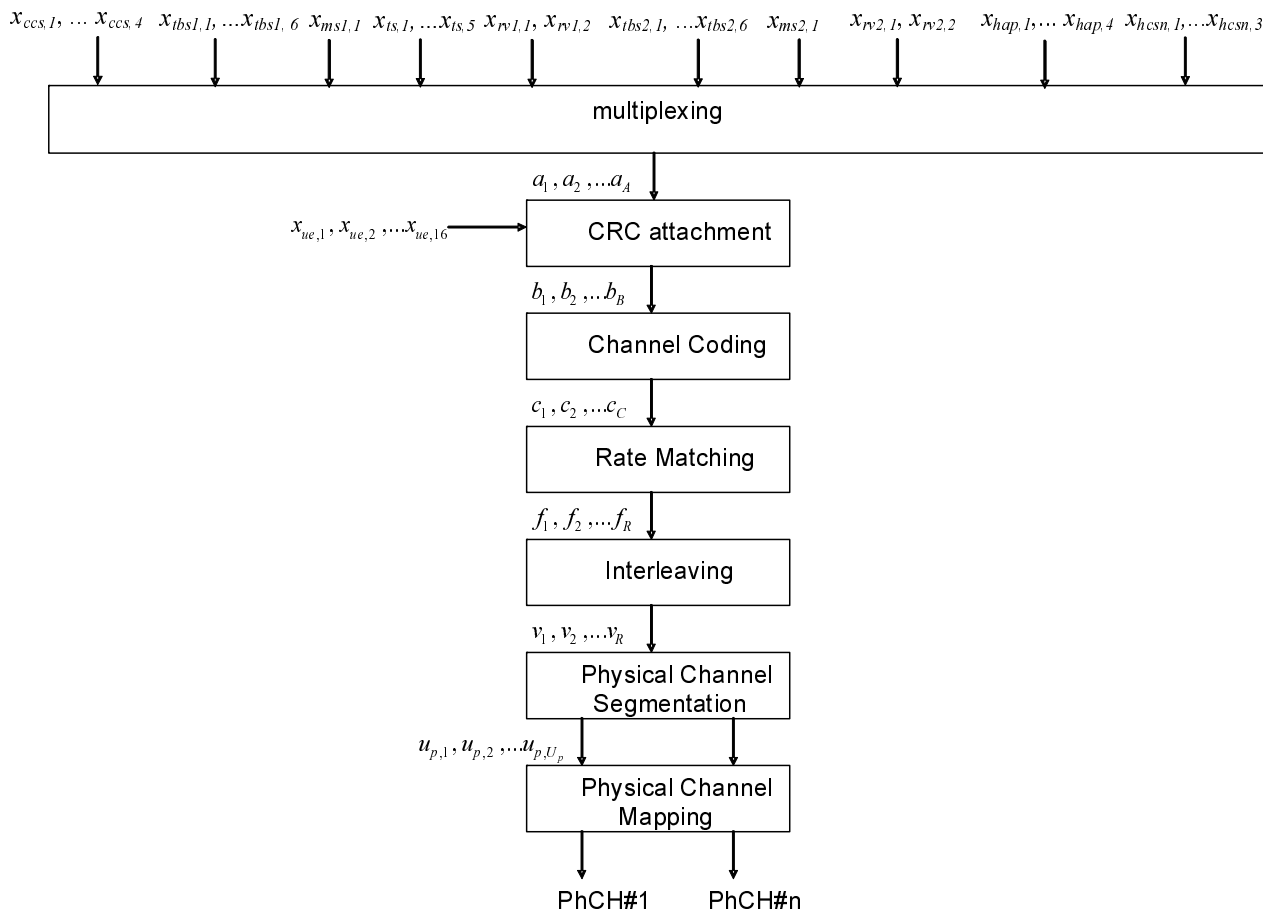 x_ccs,1, ... x_ccs,4 x_tbs1,1, ...x_tbs1,6 x_ms1,1 x_ts,1, ...x_ts,5 x_rv1,1, x_rv1,2 x_tbs2,1, ...x_tbs2,6 x_ms2,1 x_rv2,1, x_rv2,2 x_hap,1,... x_hap,4 x_hcsn,1,...x_hcsn,3
multiplexing
a_1, a_2, ...a_A
x_ue,1, x_ue,2, ...x_ue,16
CRC attachment
b_1, b_2, ...b_B
Channel Coding
c_1, c_2, ...c_C
Rate Matching
f_1, f_2, ...f_R
Interleaving
v_1, v_2, ...v_R
Physical Channel
Segmentation
u_p,1, u_p,2, ...u_p,U_p
Physical Channel
Mapping
PhCH#1 PhCH#n